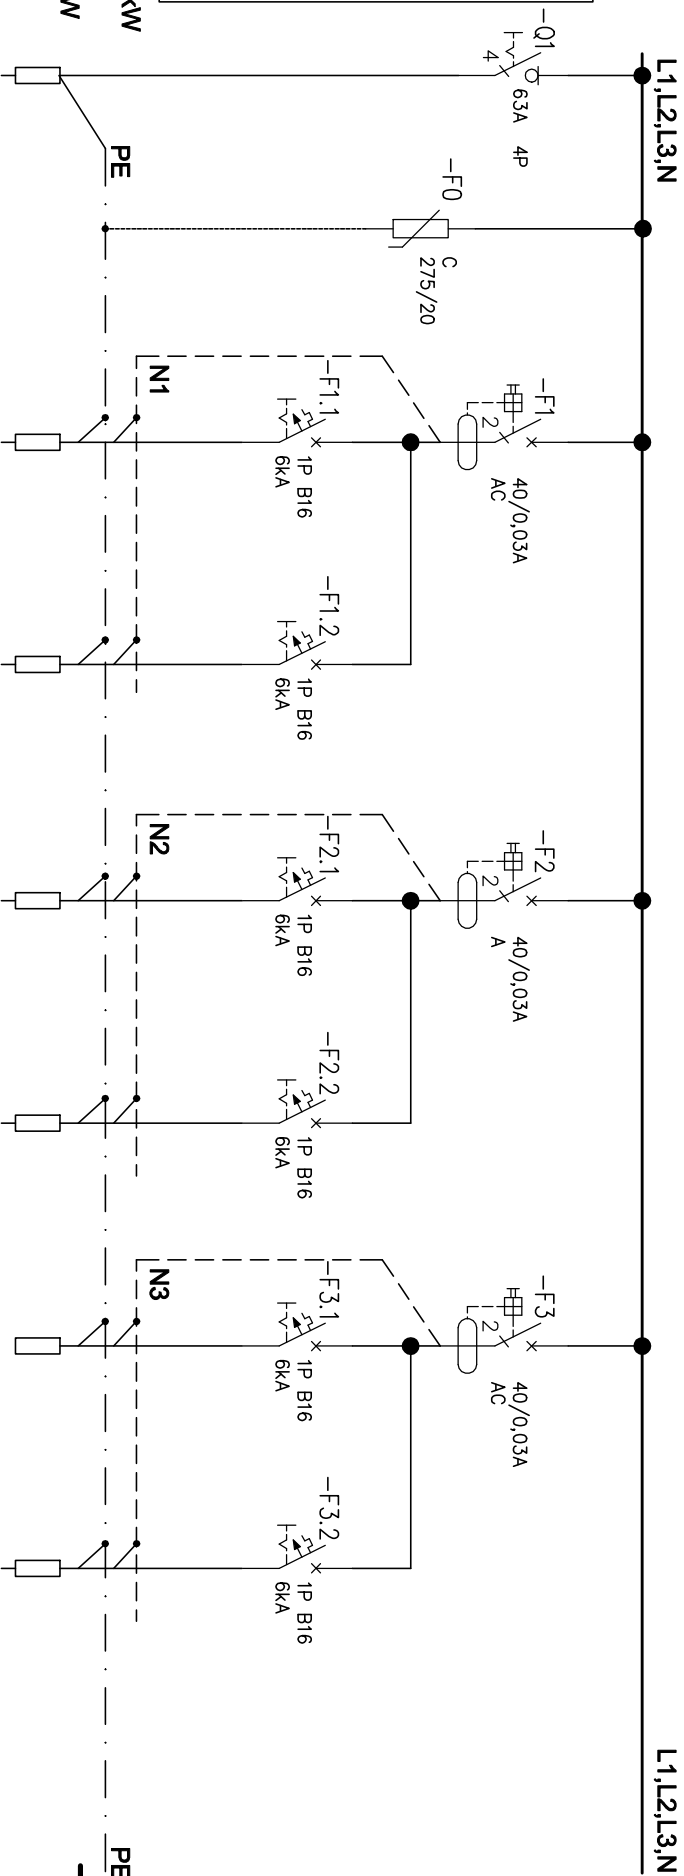 L1,L2,L3,N
L1,L2,L3,N
-Q1
4
63A 4P
-F0
C
275/20
-F1
2
40/0,03A
AC
-F2
2
40/0,03A
A
-F3
2
40/0,03A
AC
-F1.1
1P B16
6kA
-F1.2
1P B16
6kA
-F2.1
1P B16
6kA
-F2.2
1P B16
6kA
-F3.1
1P B16
6kA
-F3.2
1P B16
6kA
kW
W
N1
N2
N3
PE
PE